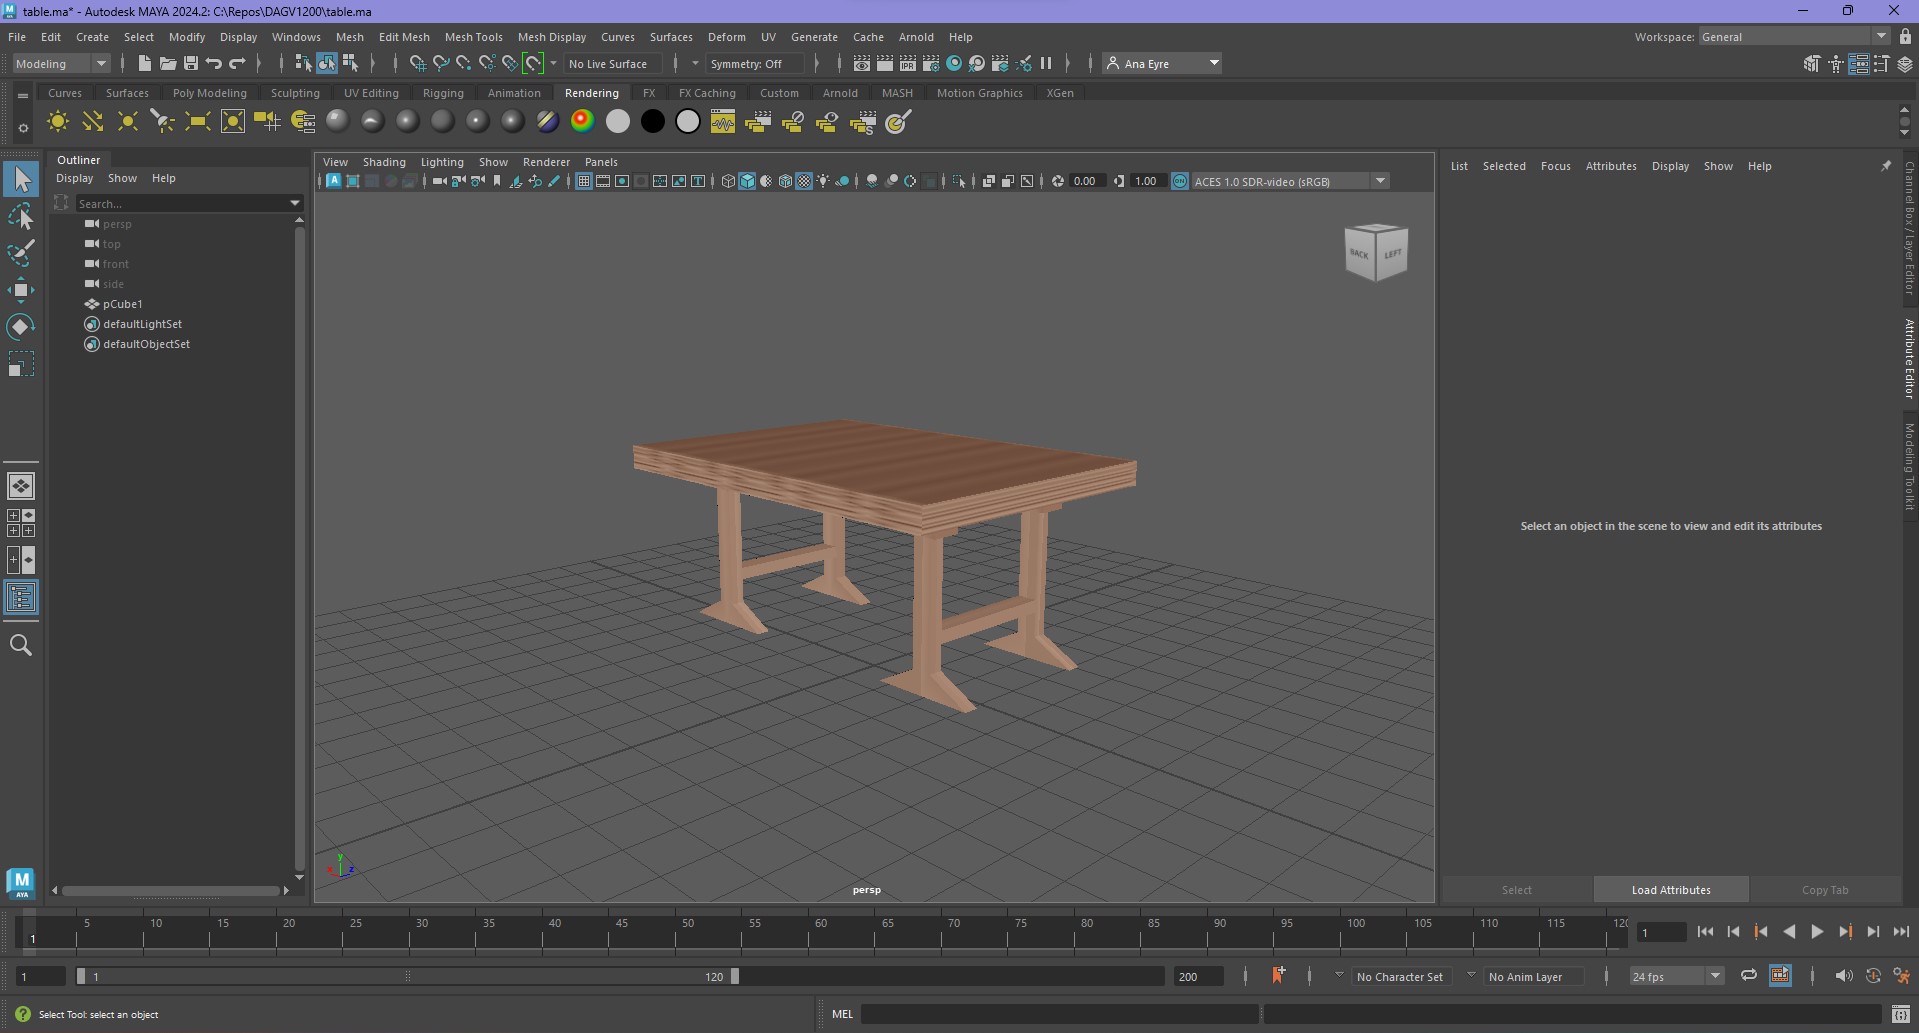 table.ma* - Autodesk MAYA 2024.2: C:\Repos\DAGV1200\table.ma
File Edit Create Select Modify Display Windows Mesh Edit Mesh Mesh Tools Mesh Display Curves Surfaces Deform UV Generate Cache Arnold Help Workspace: General
Modeling No Live Surface Symmetry: Off IPR Ana Eyre
Curves Surfaces Poly Modeling Sculpting UV Editing Rigging Animation Rendering FX FX Caching Custom Arnold MASH Motion Graphics XGen
Outliner
Display Show Help
Search...
persp
top
front
side
pCube1
defaultLightSet
defaultObjectSet
View Shading Lighting Show Renderer Panels
0.00 1.00 ON ACES 1.0 SDR-video (sRGB)
BACK LEFT
y
x z
persp
List Selected Focus Attributes Display Show Help
Select an object in the scene to view and edit its attributes
Select Load Attributes Copy Tab
Channel Box / Layer Editor
Attribute Editor
Modeling Toolkit
M
AYA
5 10 15 20 25 30 35 40 45 50 55 60 65 70 75 80 85 90 95 100 105 110 115 120
1 1
1 1 120 200 No Character Set No Anim Layer 24 fps
Select Tool: select an object MEL